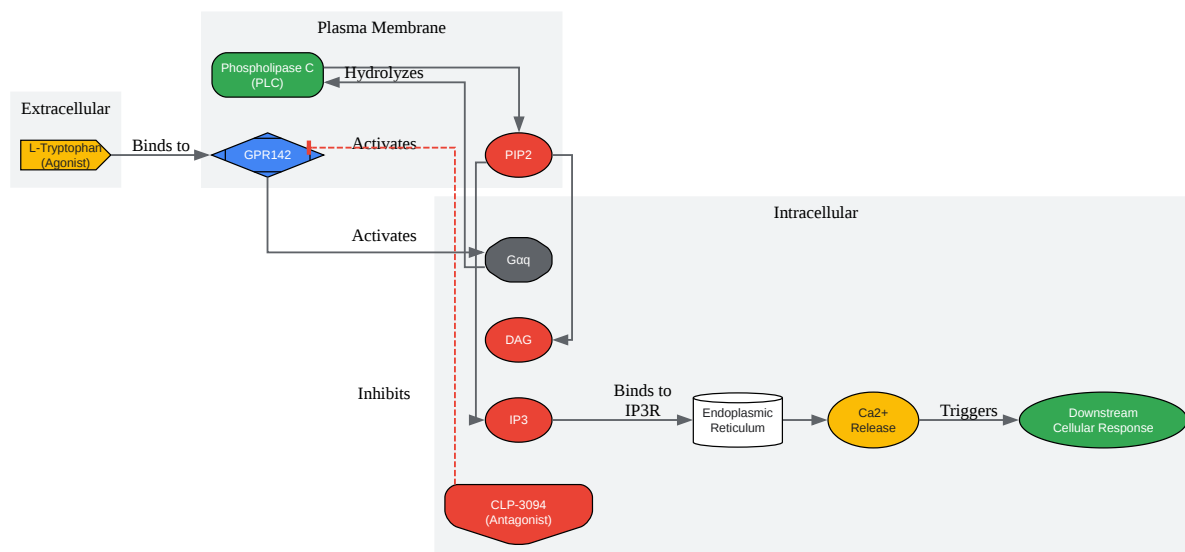 Plasma Membrane
Phospholipase C
(PLC)
Hydrolyzes
Extracellular
L-Tryptophan
(Agonist)
Binds to
GPR142
Activates
PIP2
Intracellular
Activates
Gαq
DAG
Inhibits
IP3
Binds to
IP3R
Endoplasmic
Reticulum
Ca2+
Release
Triggers
Downstream
Cellular Response
CLP-3094
(Antagonist)